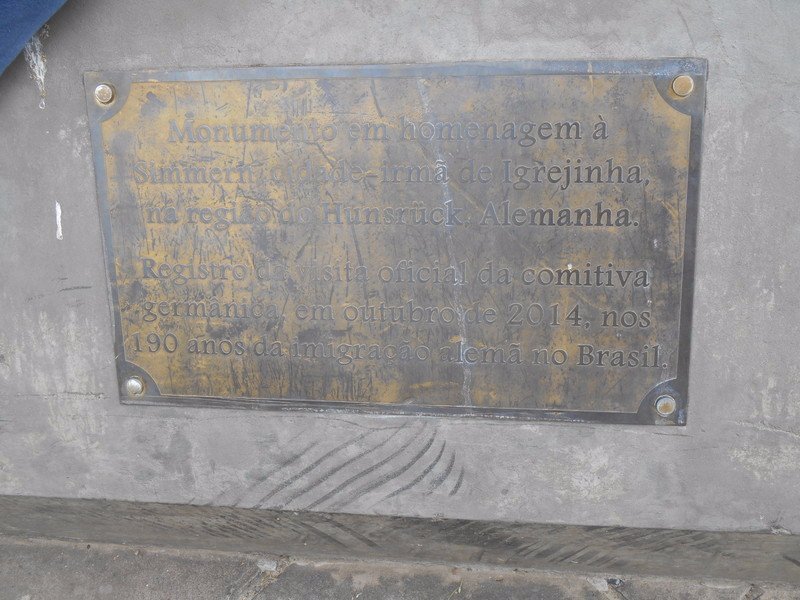 Monumento em homenagem à
Simmern, cidade-irmã de Igrejinha,
na região do Hunsrück, Alemanha.
Registro da visita oficial da comitiva
germânica, em outubro de 2014, nos
190 anos da imigração alemã no Brasil.